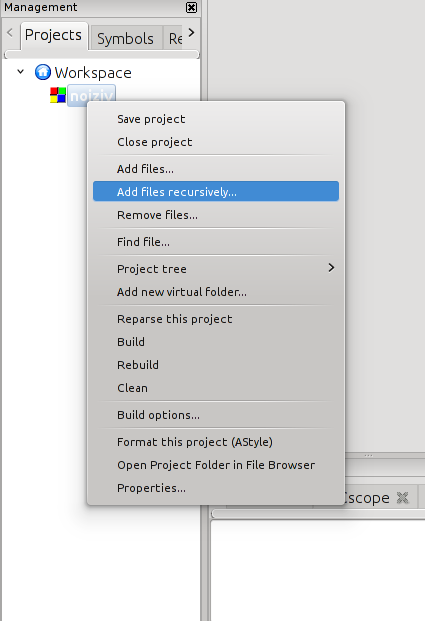 Management
Projects
Symbols
Re
Workspace
noiziv
Save project
Close project
Add files...
Add files recursively...
Remove files...
Find file...
Project tree
Add new virtual folder...
Reparse this project
Build
Rebuild
Clean
Build options...
Format this project (AStyle)
Open Project Folder in File Browser
Properties...
Cscope